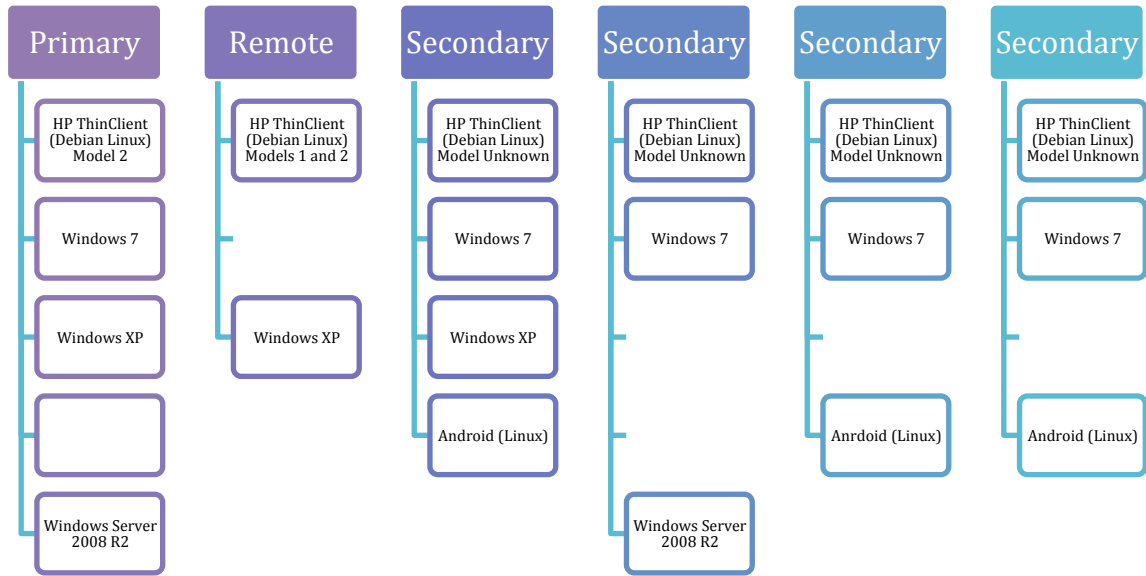 Primary
HP ThinClient
(Debian Linux)
Model 2
Windows 7
Windows XP
Windows Server
2008 R2
Remote
HP ThinClient
(Debian Linux)
Models 1 and 2
Windows XP
Secondary
HP ThinClient
(Debian Linux)
Model Unknown
Windows 7
Windows XP
Android (Linux)
Secondary
HP ThinClient
(Debian Linux)
Model Unknown
Windows 7
Windows Server
2008 R2
Secondary
HP ThinClient
(Debian Linux)
Model Unknown
Windows 7
Anrdoid (Linux)
Secondary
HP ThinClient
(Debian Linux)
Model Unknown
Windows 7
Android (Linux)